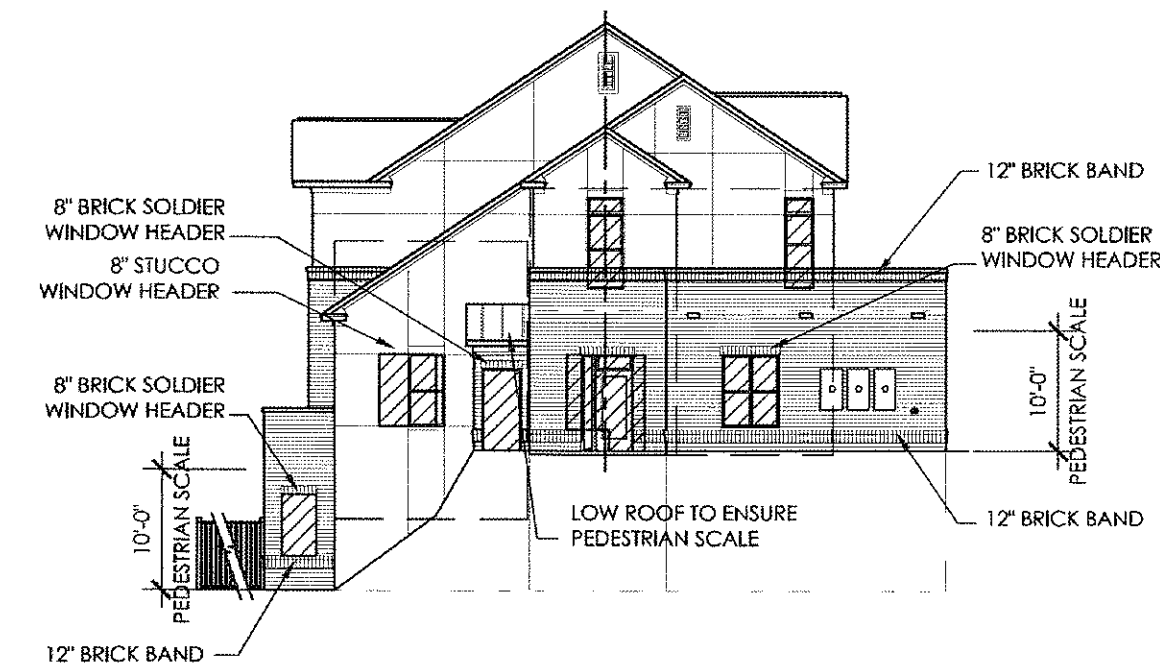 12" BRICK BAND
8" BRICK SOLDIER
WINDOW HEADER
8" STUCCO
WINDOW HEADER
8" BRICK SOLDIER
WINDOW HEADER
8" BRICK SOLDIER
WINDOW HEADER
10'-0"
PEDESTRIAN SCALE
10'-0"
PEDESTRIAN SCALE
LOW ROOF TO ENSURE
PEDESTRIAN SCALE
12" BRICK BAND
12" BRICK BAND